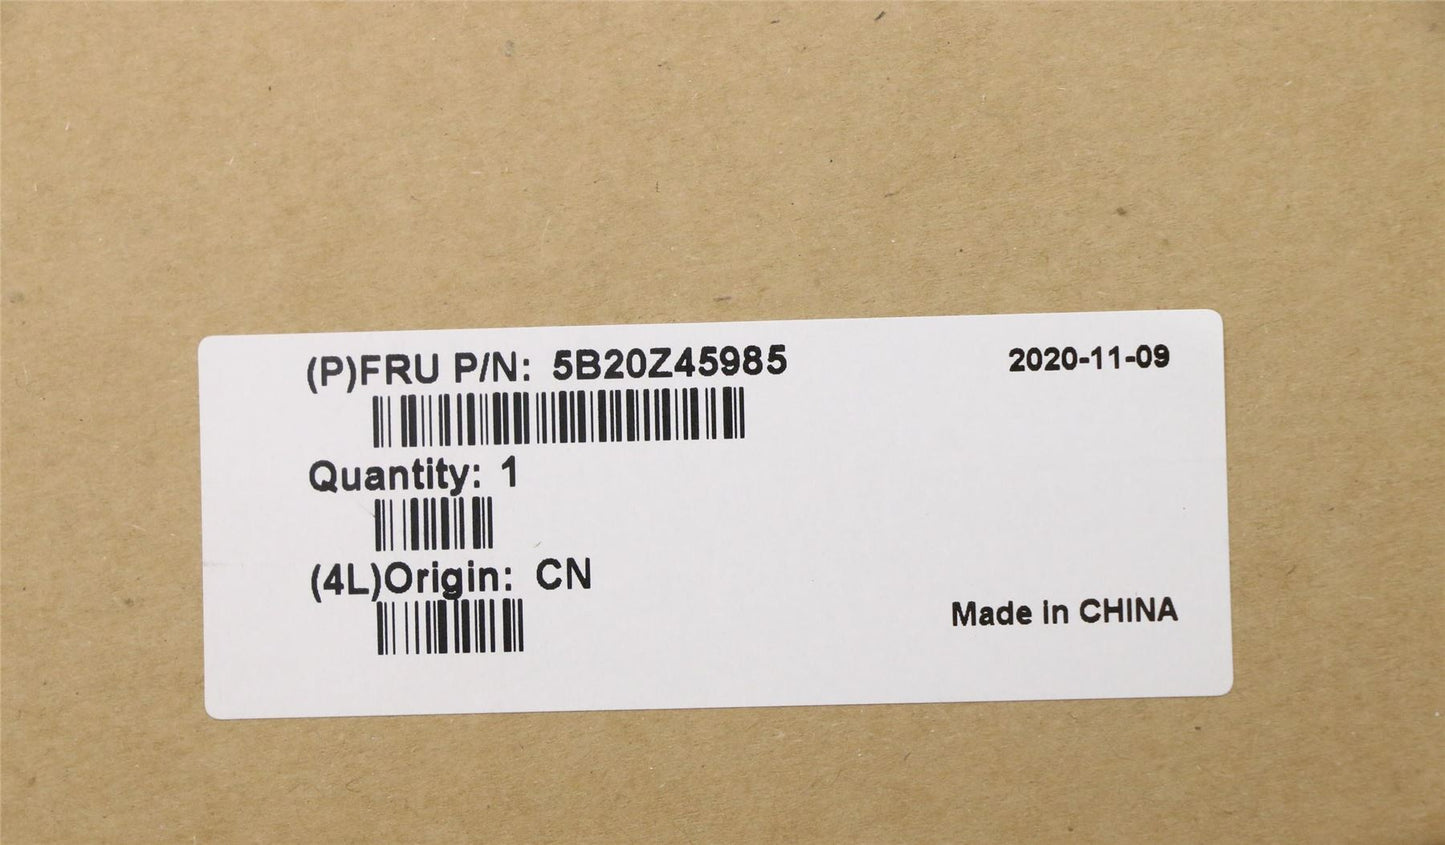 (P)FRU P/N: 5B20Z45985
2020-11-09
Quantity: 1
(4L)Origin: CN
Made in CHINA